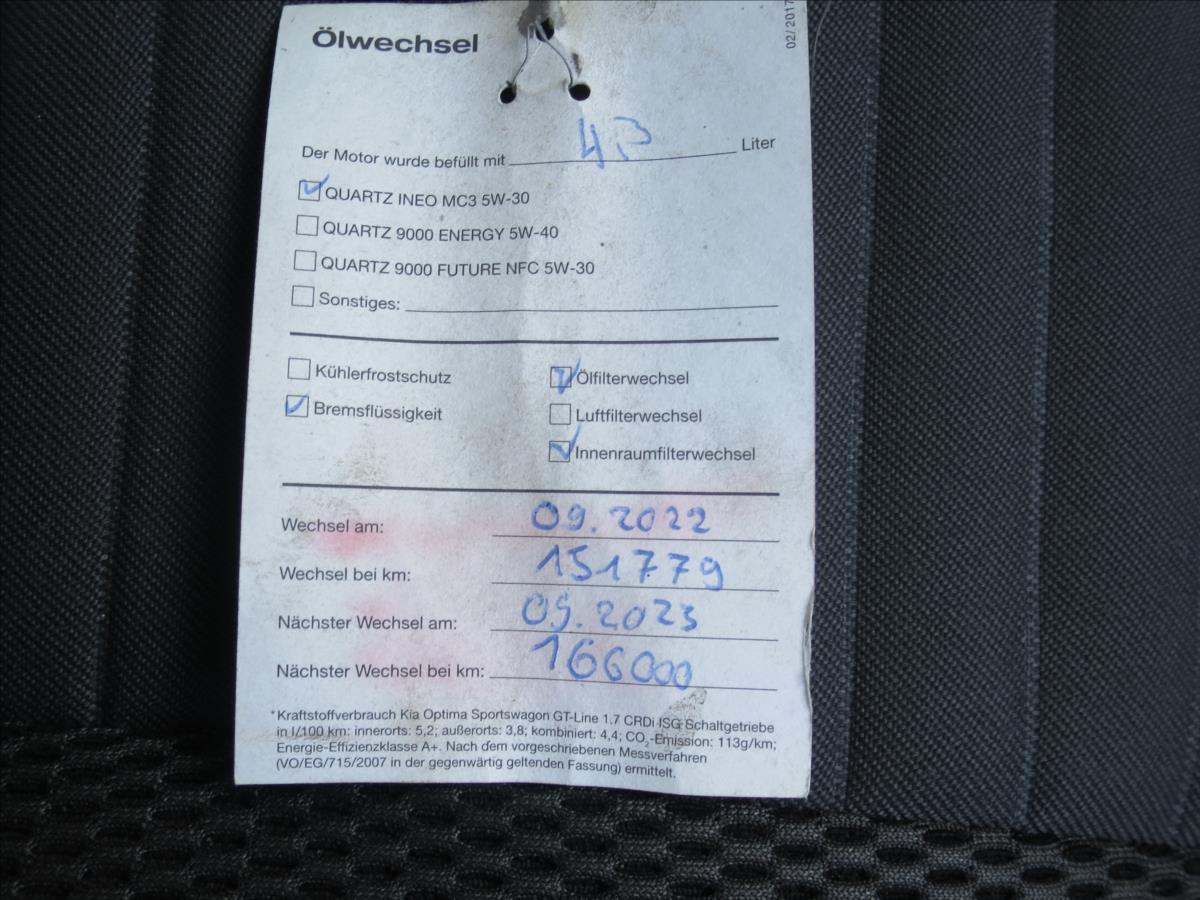 Ölwechsel
02/2017
Der Motor wurde befüllt mit Liter
QUARTZ INEO MC3 5W-30
QUARTZ 9000 ENERGY 5W-40
QUARTZ 9000 FUTURE NFC 5W-30
Sonstiges:
Kühlerfrostschutz
Ölfilterwechsel
Bremsflüssigkeit
Luftfilterwechsel
Innenraumfilterwechsel
Wechsel am: 09.2022
Wechsel bei km: 151779
Nächster Wechsel am: 09.2023
Nächster Wechsel bei km: 166000
*Kraftstoffverbrauch Kia Optima Sportswagon GT-Line 1.7 CRDi ISG Schaltgetriebe
in l/100 km: innerorts: 5,2; außerorts: 3,8; kombiniert: 4,4; CO₂-Emission: 113g/km;
Energie-Effizienzklasse A+. Nach dem vorgeschriebenen Messverfahren
(VO/EG/715/2007 in der gegenwärtig geltenden Fassung) ermittelt.